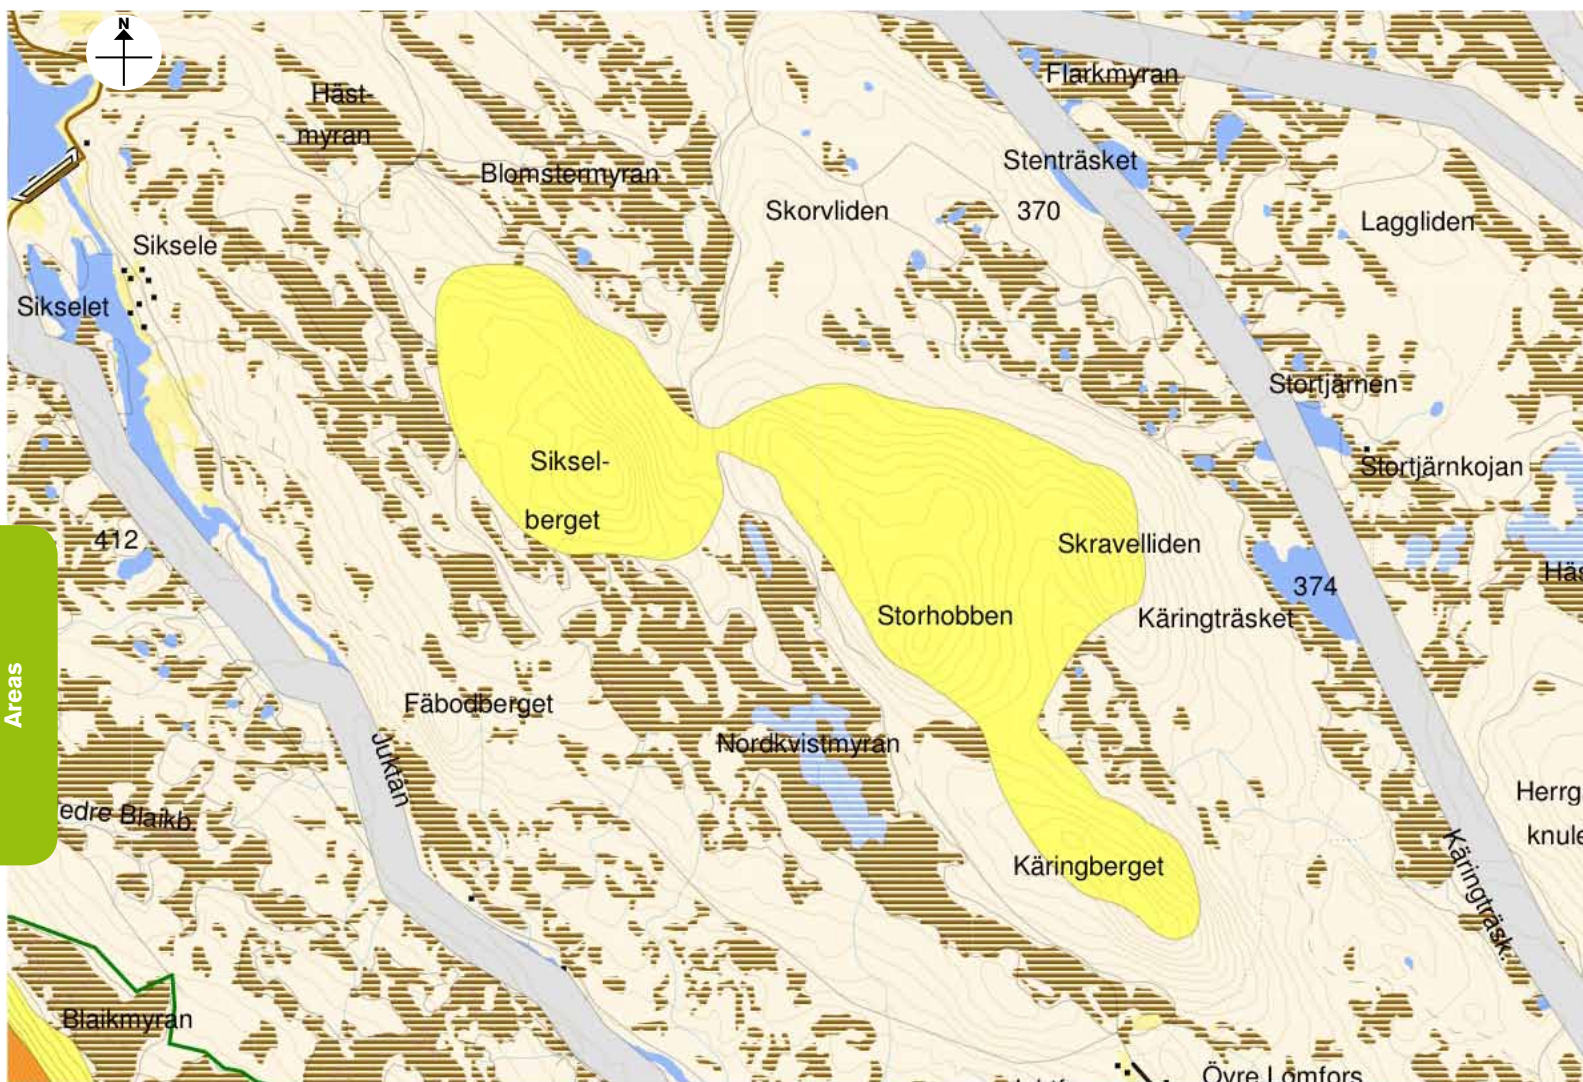 N
Flarkmyran
Häst-
myran
Stenträsket
Blomstermyran
Skorvliden
370
Laggliden
Siksele
Sikselet
Stortjärnen
Siksel-
berget
Stortjärnkojan
412
Skravelliden
374
Storhobben
Käringträsket
Areas
Fäbodberget
Nordkvistmyran
Juktån
edre Blaikb.
Herrg
knule
Käringberget
Käringträsk.
Blaikmyran
Övre Lomfors